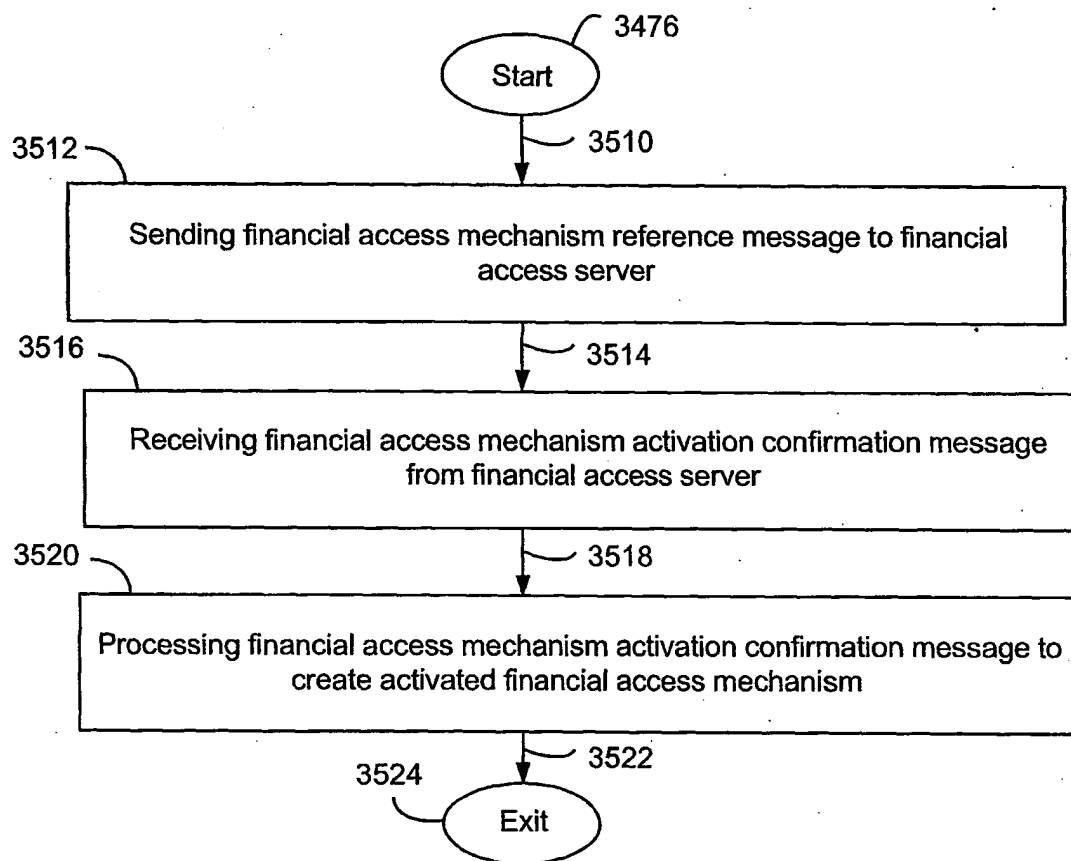 3476
Start
3510
3512
Sending financial access mechanism reference message to financial
access server
3514
3516
Receiving financial access mechanism activation confirmation message
from financial access server
3518
3520
Processing financial access mechanism activation confirmation message to
create activated financial access mechanism
3522
3524
Exit